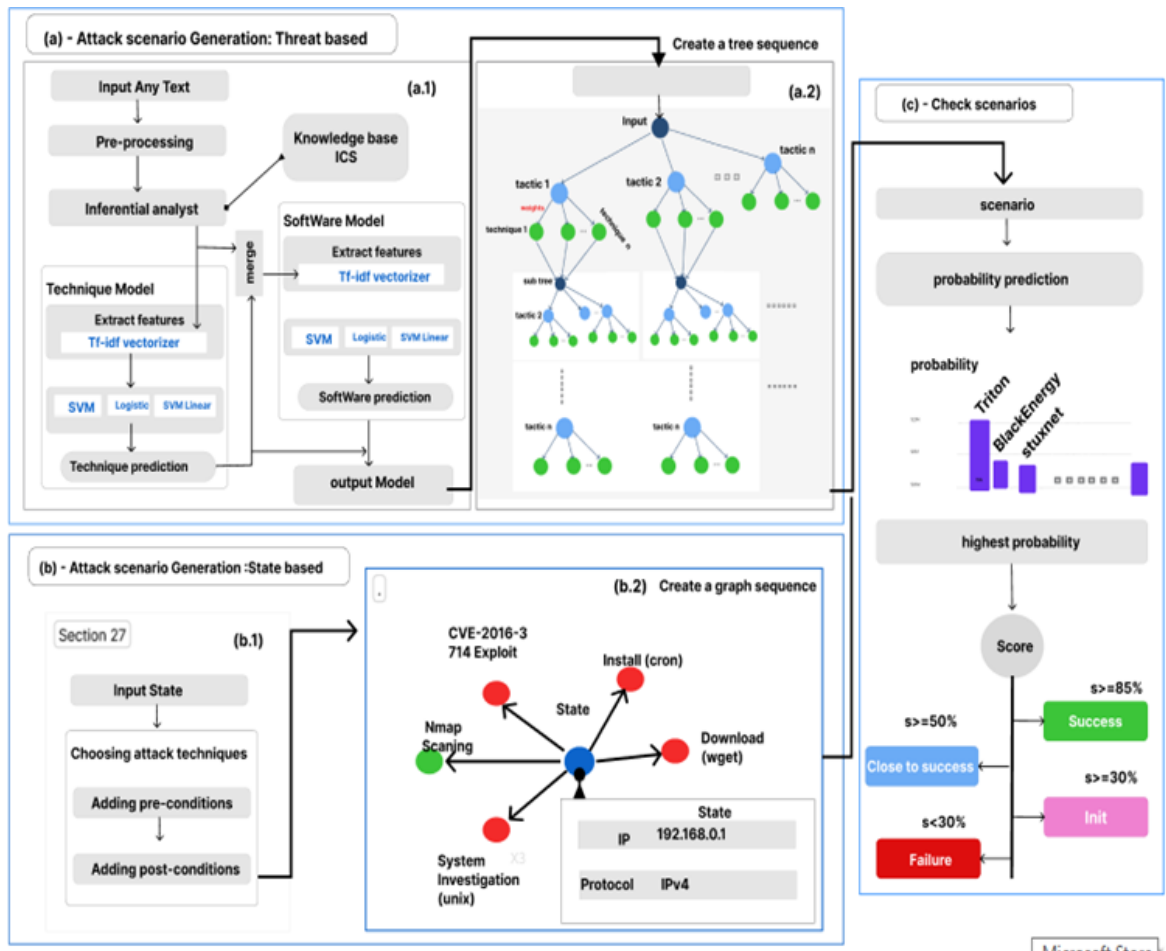 (a) - Attack scenario Generation: Threat based
(a.1)
Input Any Text
Pre-processing
Inferential analyst
Knowledge base
ICS
merge
Technique Model
Extract features
Tf-idf vectorizer
SVM
Logistic
SVM Linear
Technique prediction
SoftWare Model
Extract features
Tf-idf vectorizer
SVM
Logistic
SVM Linear
SoftWare prediction
output Model
Create a tree sequence
(a.2)
Input
tactic 1
tactic 2
tactic n
weights
technique 1
technique n
sub tree
tactic 2
tactic n
tactic n
(b) - Attack scenario Generation :State based
Section 27
(b.1)
Input State
Choosing attack techniques
Adding pre-conditions
Adding post-conditions
(b.2) Create a graph sequence
CVE-2016-3
714 Exploit
Install (cron)
State
Nmap
Scaning
Download
(wget)
System
Investigation
(unix)
X3
State
IP 192.168.0.1
Protocol IPv4
(c) - Check scenarios
scenario
probability prediction
probability
Triton
BlackEnergy
stuxnet
highest probability
Score
s>=85%
Success
s>=50%
Close to success
s>=30%
Init
s<30%
Failure